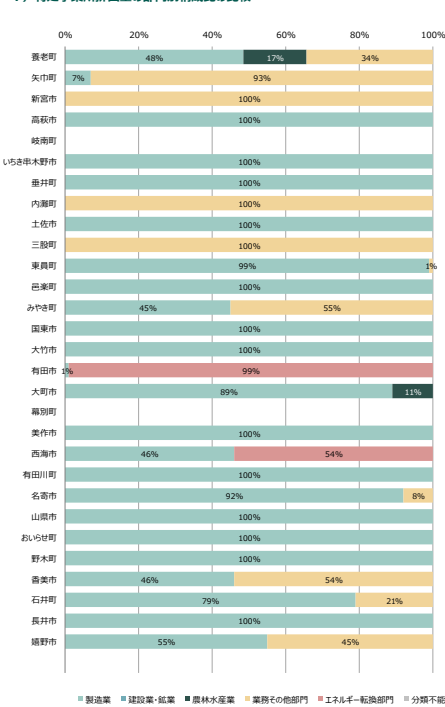 0% 20% 40% 60% 80% 100%
養老町 48% 17% 34%
矢巾町 7% 93%
新宮市 100%
高萩市 100%
岐南町
いちき串木野市 100%
垂井町 100%
内灘町 100%
土佐市 100%
三股町 100%
東員町 99% 1%
邑楽町 100%
みやき町 45% 55%
国東市 100%
大竹市 100%
有田市 1% 99%
大町市 89% 11%
幕別町
美作市 100%
西海市 46% 54%
有田川町 100%
名寄市 92% 8%
山県市 100%
おいらせ町 100%
野木町 100%
香美市 46% 54%
石井町 79% 21%
長井市 100%
嬉野市 55% 45%
製造業 建設業・鉱業 農林水産業 業務その他部門 エネルギー転換部門 分類不能